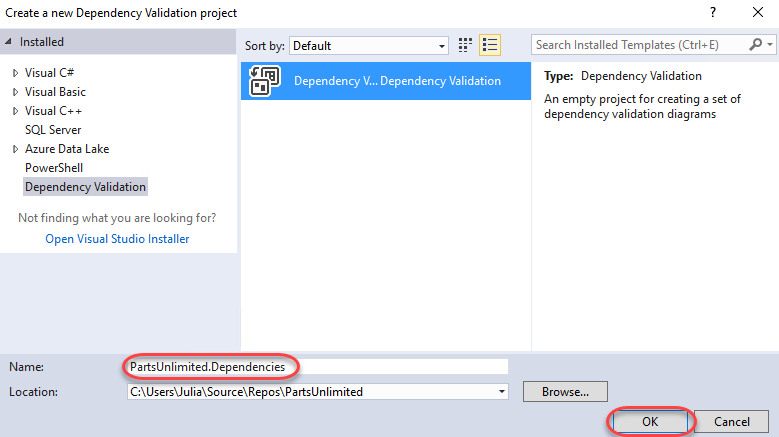 Create a new Dependency Validation project
?
Installed
Visual C#
Visual Basic
Visual C++
SQL Server
Azure Data Lake
PowerShell
Dependency Validation
Not finding what you are looking for?
Open Visual Studio Installer
Sort by: Default
Dependency V... Dependency Validation
Search Installed Templates (Ctrl+E)
Type: Dependency Validation
An empty project for creating a set of
dependency validation diagrams
Name: PartsUnlimited.Dependencies
Location: C:\Users\Julia\Source\Repos\PartsUnlimited
Browse...
OK
Cancel